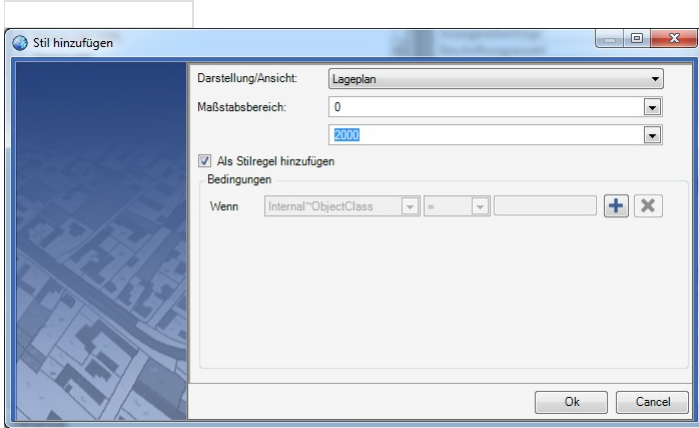 Stil hinzufügen
Darstellung/Ansicht: Lageplan
Maßstabsbereich: 0
2000
Als Stilregel hinzufügen
Bedingungen
Wenn Internal~ObjectClass =
Ok Cancel